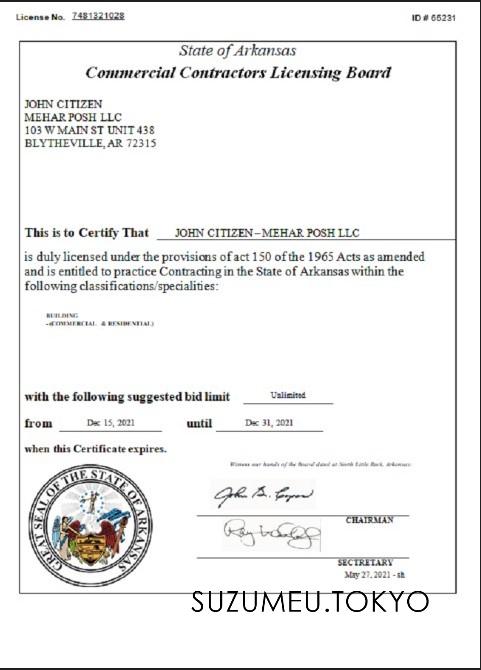 License No. 7481321028
ID # 65231
State of Arkansas
Commercial Contractors Licensing Board
JOHN CITIZEN
MEHAR POSH LLC
103 W MAIN ST UNIT 438
BLYTHEVILLE, AR 72315
This is to Certify That JOHN CITIZEN-MEHAR POSH LLC
is duly licensed under the provisions of act 150 of the 1965 Acts as amended
and is entitled to practice Contracting in the State of Arkansas within the
following classifications/specialities:
BUILDING
-(COMMERCIAL & RESIDENTIAL)
with the following suggested bid limit Unlimited
from Dec 15, 2021 until Dec 31, 2021
when this Certificate expires.
Witness our hands of the Board dated at North Little Rock, Arkansas
GREAT SEAL OF THE STATE OF ARKANSAS
CHAIRMAN
SECTRETARY
May 27, 2021 - sh
SUZUMEU.TOKYO